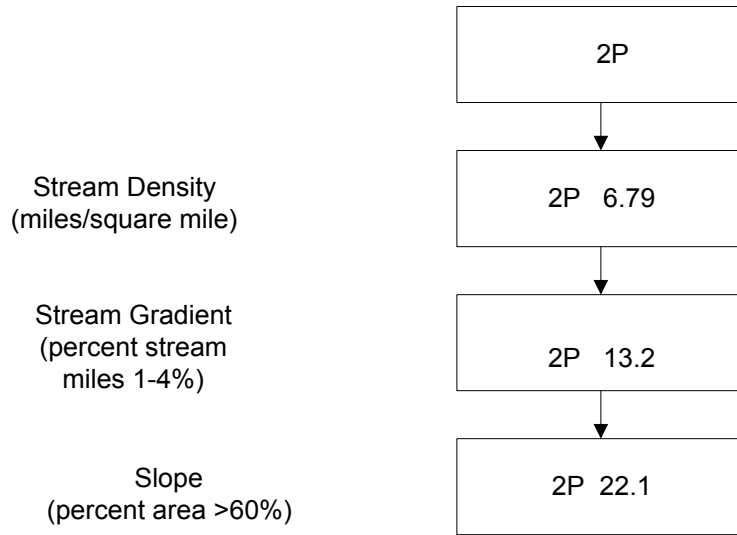 2P
Stream Density
(miles/square mile)
2P 6.79
Stream Gradient
(percent stream
miles 1-4%)
2P 13.2
Slope
(percent area >60%)
2P 22.1